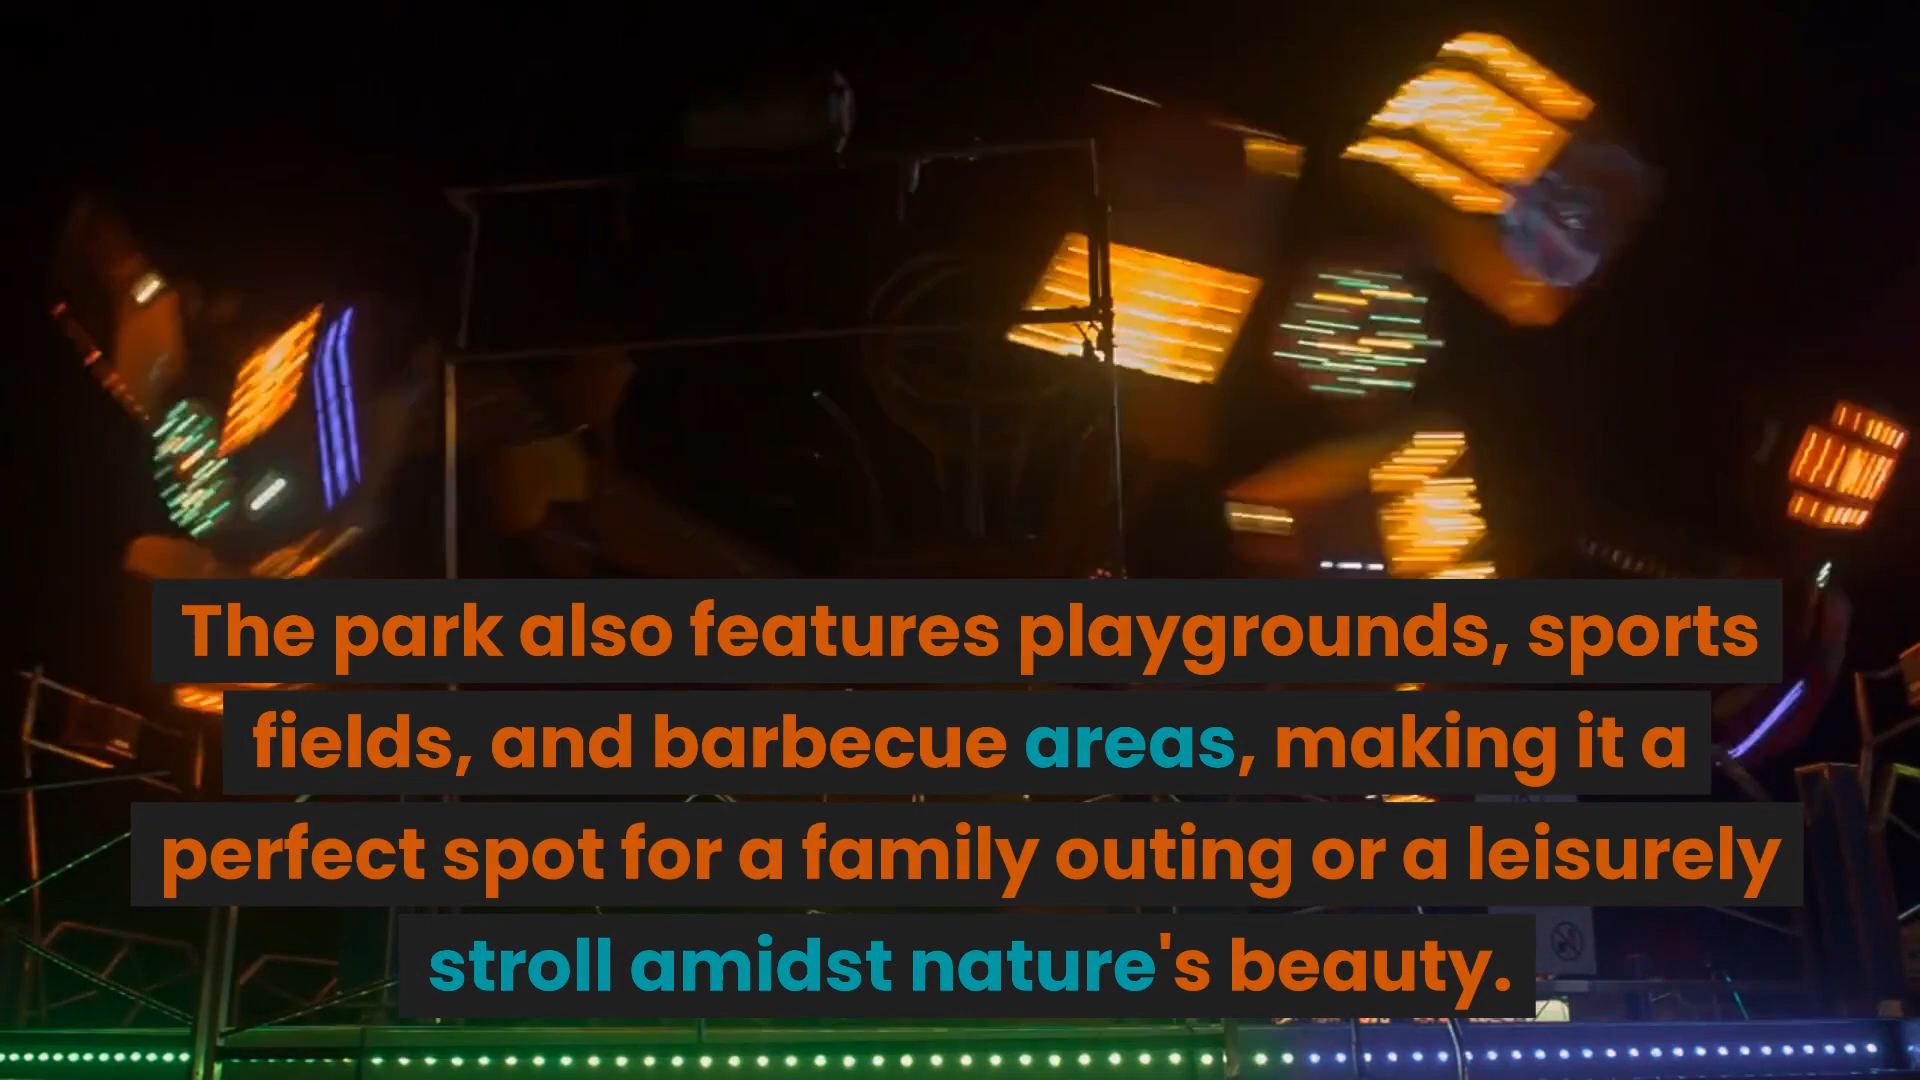 The park also features playgrounds, sports
fields, and barbecue areas, making it a
perfect spot for a family outing or a leisurely
stroll amidst nature's beauty.